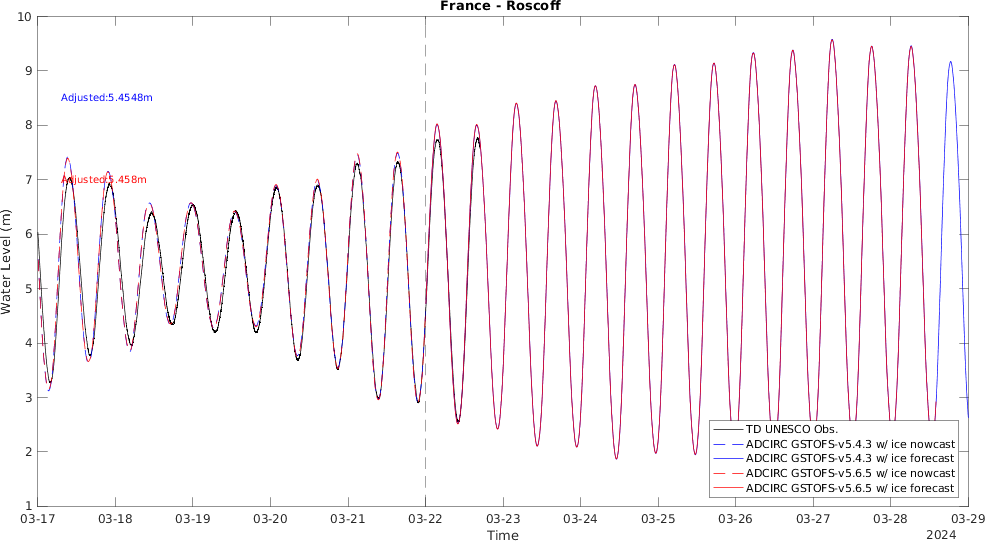 France - Roscoff
Water Level (m)
10
9
8
7
6
5
4
3
2
1
Adjusted:5.4548m
Adjusted:5.458m
TD UNESCO Obs.
ADCIRC GSTOFS-v5.4.3 w/ ice nowcast
ADCIRC GSTOFS-v5.4.3 w/ ice forecast
ADCIRC GSTOFS-v5.6.5 w/ ice nowcast
ADCIRC GSTOFS-v5.6.5 w/ ice forecast
03-17 03-18 03-19 03-20 03-21 03-22 03-23 03-24 03-25 03-26 03-27 03-28 03-29
Time
2024